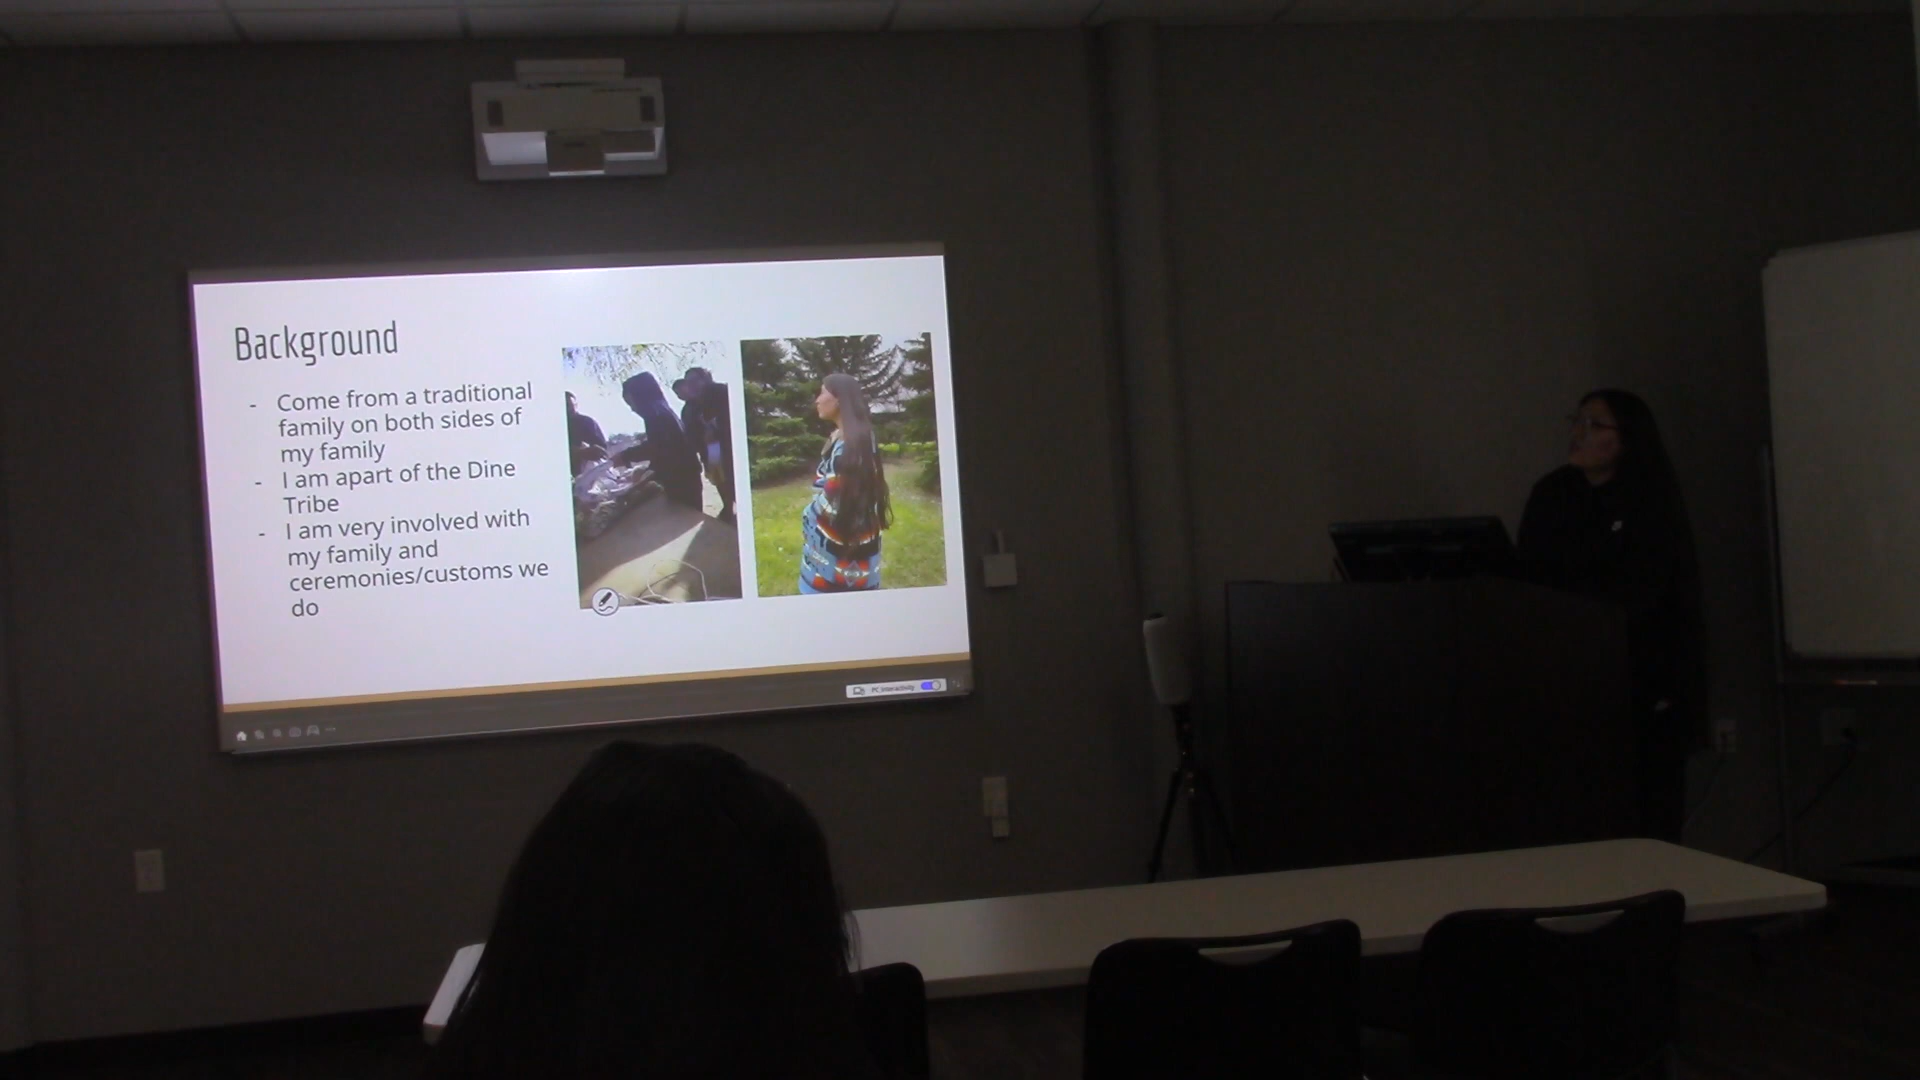 Background
- Come from a traditional
family on both sides of
my family
- I am apart of the Dine
Tribe
- I am very involved with
my family and
ceremonies/customs we
do
PC Interactivity